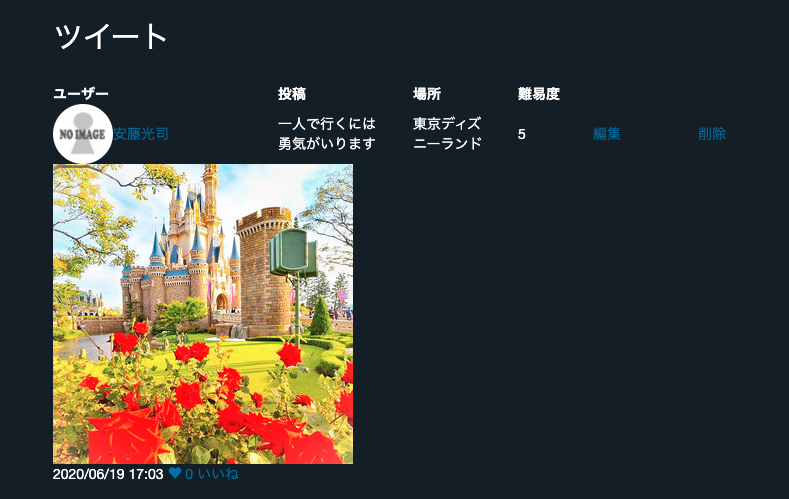 ツイート
ユーザー 投稿 場所 難易度
NO IMAGE 安藤光司 一人で行くには 東京ディズ 5 編集 削除
勇気がいります ニーランド
2020/06/19 17:03 ♥ 0 いいね